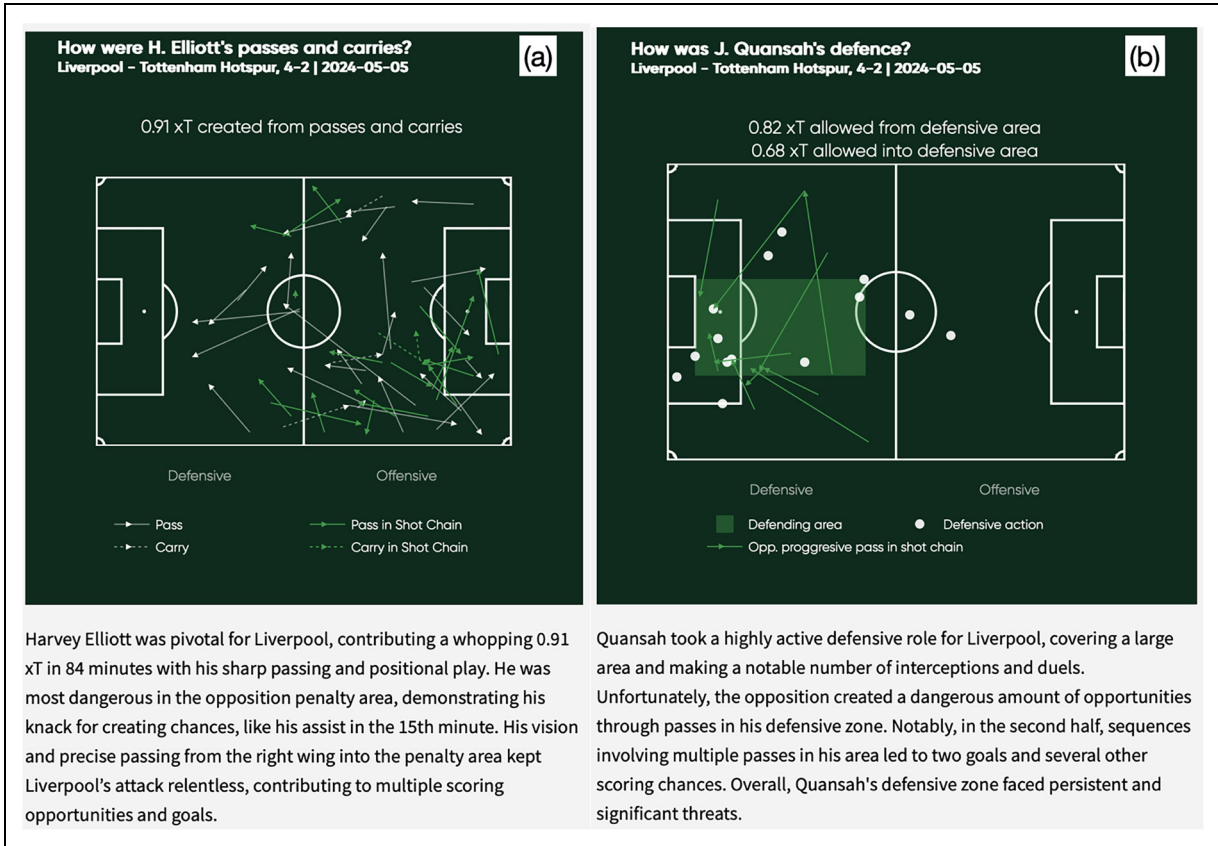 How were H. Elliott's passes and carries?
Liverpool - Tottenham Hotspur, 4-2 | 2024-05-05
(a)
0.91 xT created from passes and carries
Defensive
Offensive
Pass
Pass in Shot Chain
Carry
Carry in Shot Chain
Harvey Elliott was pivotal for Liverpool, contributing a whopping 0.91
xT in 84 minutes with his sharp passing and positional play. He was
most dangerous in the opposition penalty area, demonstrating his
knack for creating chances, like his assist in the 15th minute. His vision
and precise passing from the right wing into the penalty area kept
Liverpool's attack relentless, contributing to multiple scoring
opportunities and goals.
How was J. Quansah's defence?
Liverpool - Tottenham Hotspur, 4-2 | 2024-05-05
(b)
0.82 xT allowed from defensive area
0.68 xT allowed into defensive area
Defensive
Offensive
Defending area
Defensive action
Opp. proggresive pass in shot chain
Quansah took a highly active defensive role for Liverpool, covering a large
area and making a notable number of interceptions and duels.
Unfortunately, the opposition created a dangerous amount of opportunities
through passes in his defensive zone. Notably, in the second half, sequences
involving multiple passes in his area led to two goals and several other
scoring chances. Overall, Quansah's defensive zone faced persistent and
significant threats.